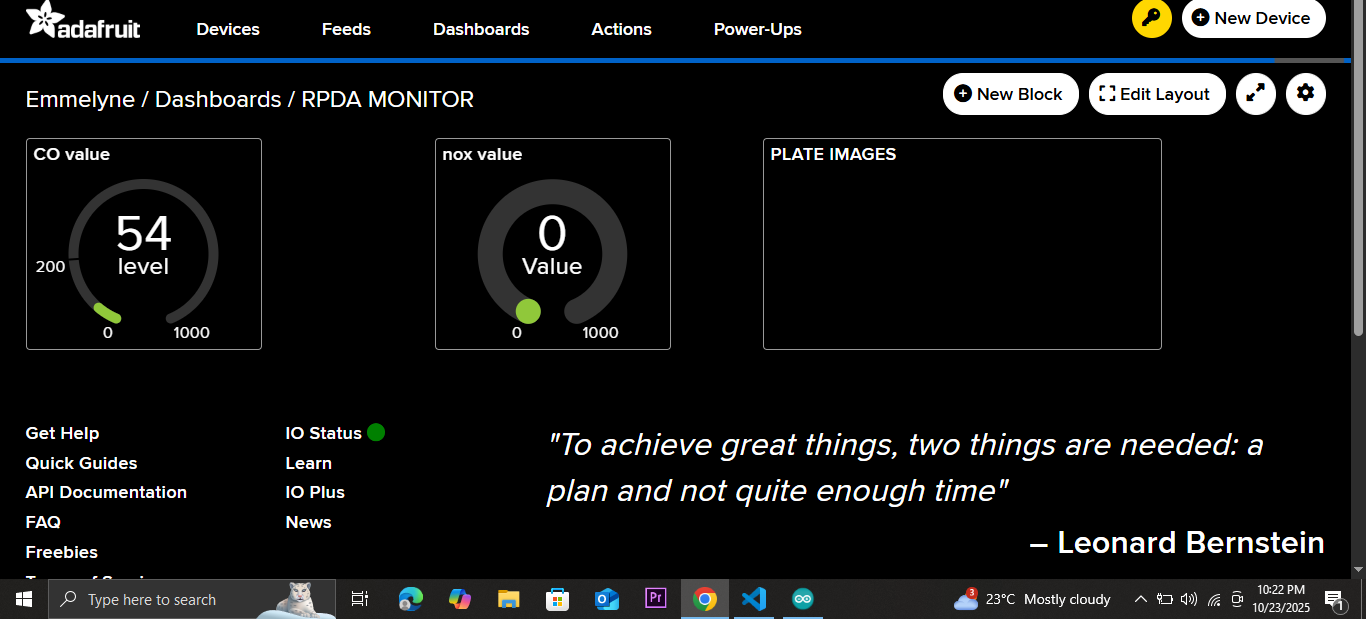 adafruit
Devices
Feeds
Dashboards
Actions
Power-Ups
New Device
Emmelyne / Dashboards / RPDA MONITOR
New Block
Edit Layout
CO value
54
level
200
0
1000
nox value
0
Value
0
1000
PLATE IMAGES
Get Help
Quick Guides
API Documentation
FAQ
Freebies
IO Status
Learn
IO Plus
News
"To achieve great things, two things are needed: a
plan and not quite enough time"
– Leonard Bernstein
Type here to search
Pr
3
23°C Mostly cloudy
10:22 PM
10/23/2025
1